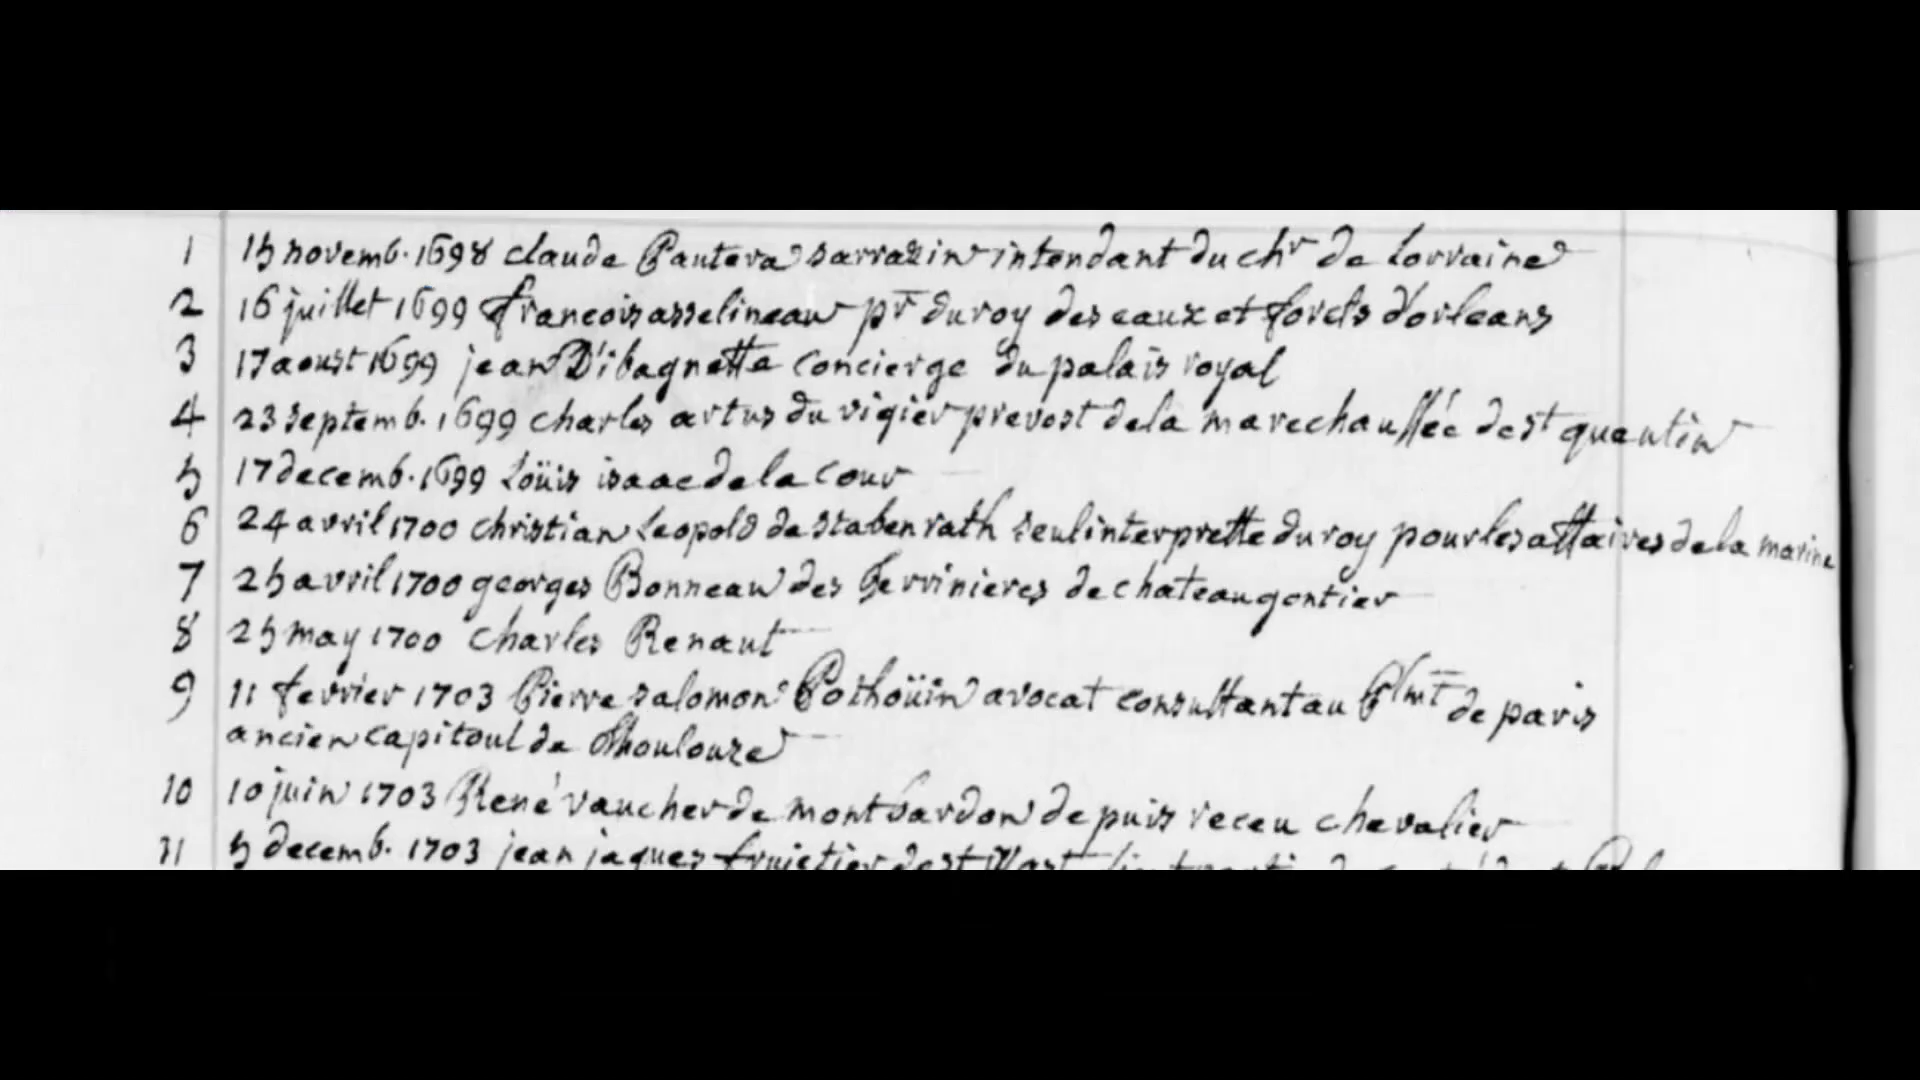 1 15 novemb. 1698 claude Pautera sarrazin intendant du chr de Lorraine
2 16 juillet 1699 francois asselineau pr du roy des eaux et forets d'orleans
3 17 aoust 1699 jean D'ibagnette concierge du palais royal
4 23 septemb. 1699 charles artus du vigier prevost de la marechaussée de st quentin
5 17 decemb. 1699 Loüis isaac de la cour
6 24 avril 1700 christian Leopold de stabenrath seul interprette du roy pour les affaires de la marine
7 25 avril 1700 georges Bonneau des Perrinieres de chateaugontier
8 25 may 1700 charles Renaut
9 11 fevrier 1703 Pierre salomon Pothoüin avocat consultant au Plmt de paris
ancien capitoul de Thoulouze
10 10 juin 1703 René vaucher de montbardon depuis receu chevalier
11 5 decemb. 1703 jean jaques